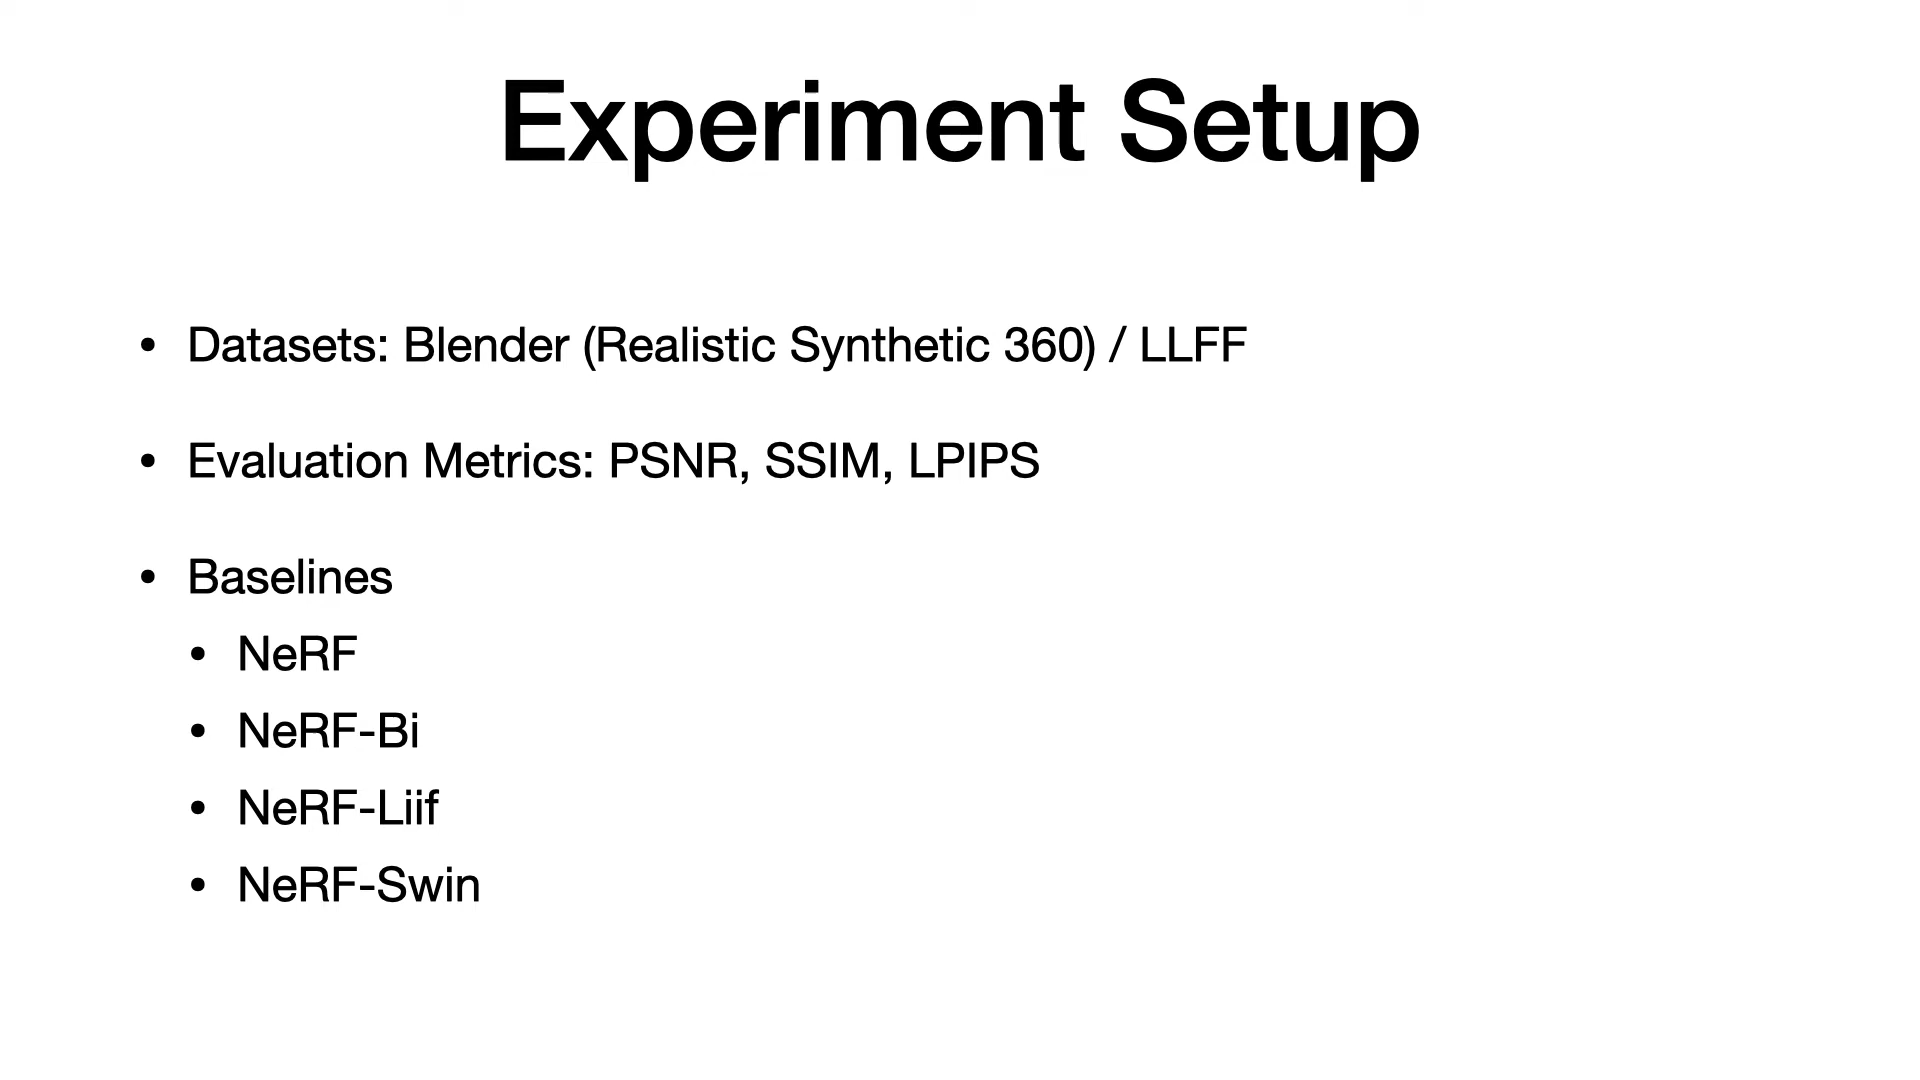 Experiment Setup
• Datasets: Blender (Realistic Synthetic 360) / LLFF
• Evaluation Metrics: PSNR, SSIM, LPIPS
• Baselines
• NeRF
• NeRF-Bi
• NeRF-Liif
• NeRF-Swin